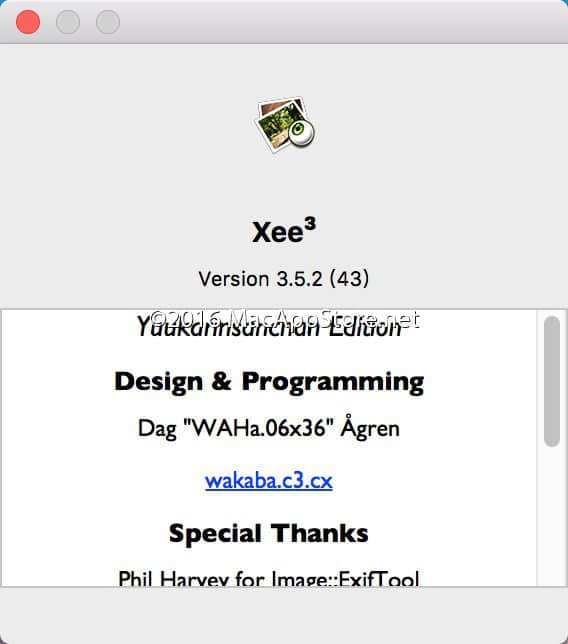 Xee³
Version 3.5.2 (43)
©2016 MacAppStore.net
Yuukarinsanchan Edition
Design & Programming
Dag "WAHa.06x36" Ågren
wakaba.c3.cx
Special Thanks
Phil Harvey for Image::ExifTool